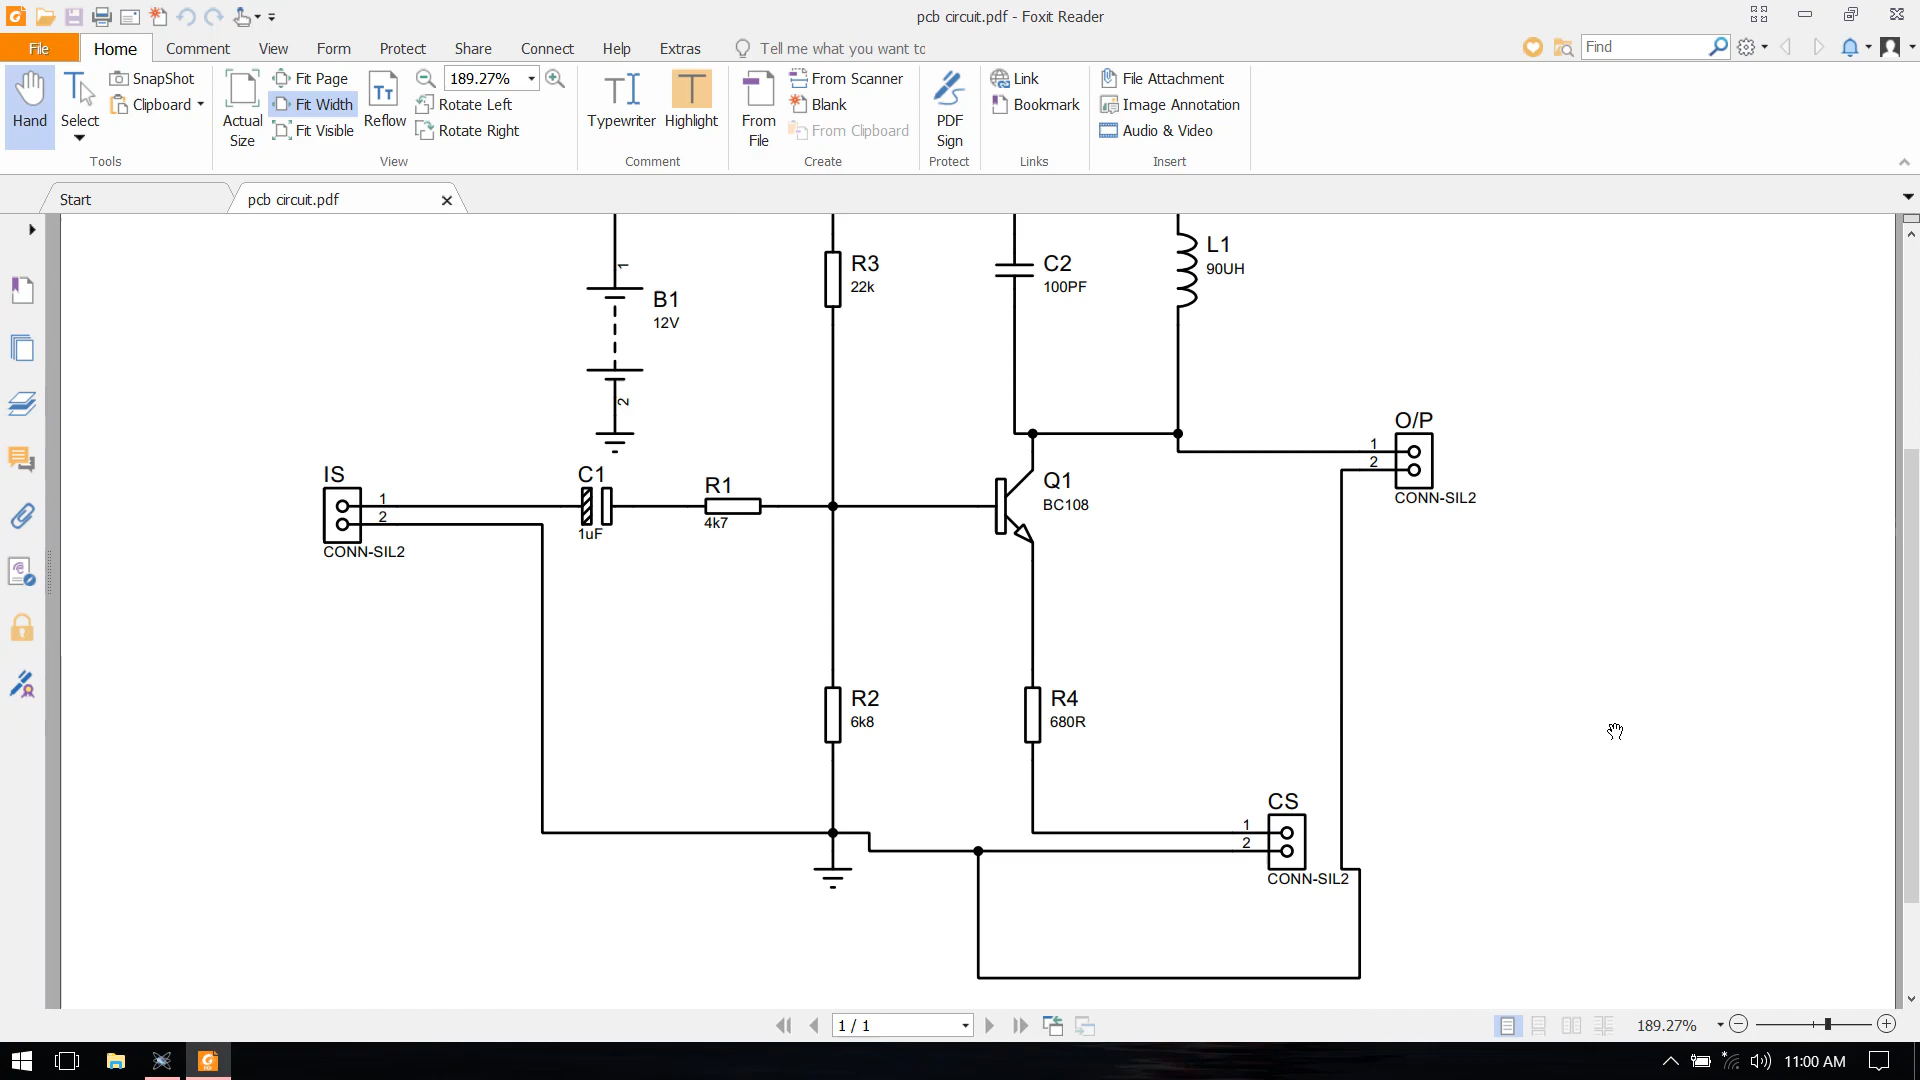 pcb circuit.pdf - Foxit Reader
File Home Comment View Form Protect Share Connect Help Extras Tell me what you want to Find
Hand Select SnapShot Clipboard
Tools
Actual Size Fit Page Fit Width Fit Visible Reflow 189.27% Rotate Left Rotate Right
View
Typewriter Highlight
Comment
From File From Scanner Blank From Clipboard
Create
PDF Sign
Protect
Link Bookmark
Links
File Attachment Image Annotation Audio & Video
Insert
Start pcb circuit.pdf
L1
90UH
R3
22k
C2
100PF
1
B1
12V
2
O/P
1
2
CONN-SIL2
IS
1
2
CONN-SIL2
C1
1uF
R1
4k7
Q1
BC108
R2
6k8
R4
680R
CS
1
2
CONN-SIL2
1 / 1 189.27%
11:00 AM